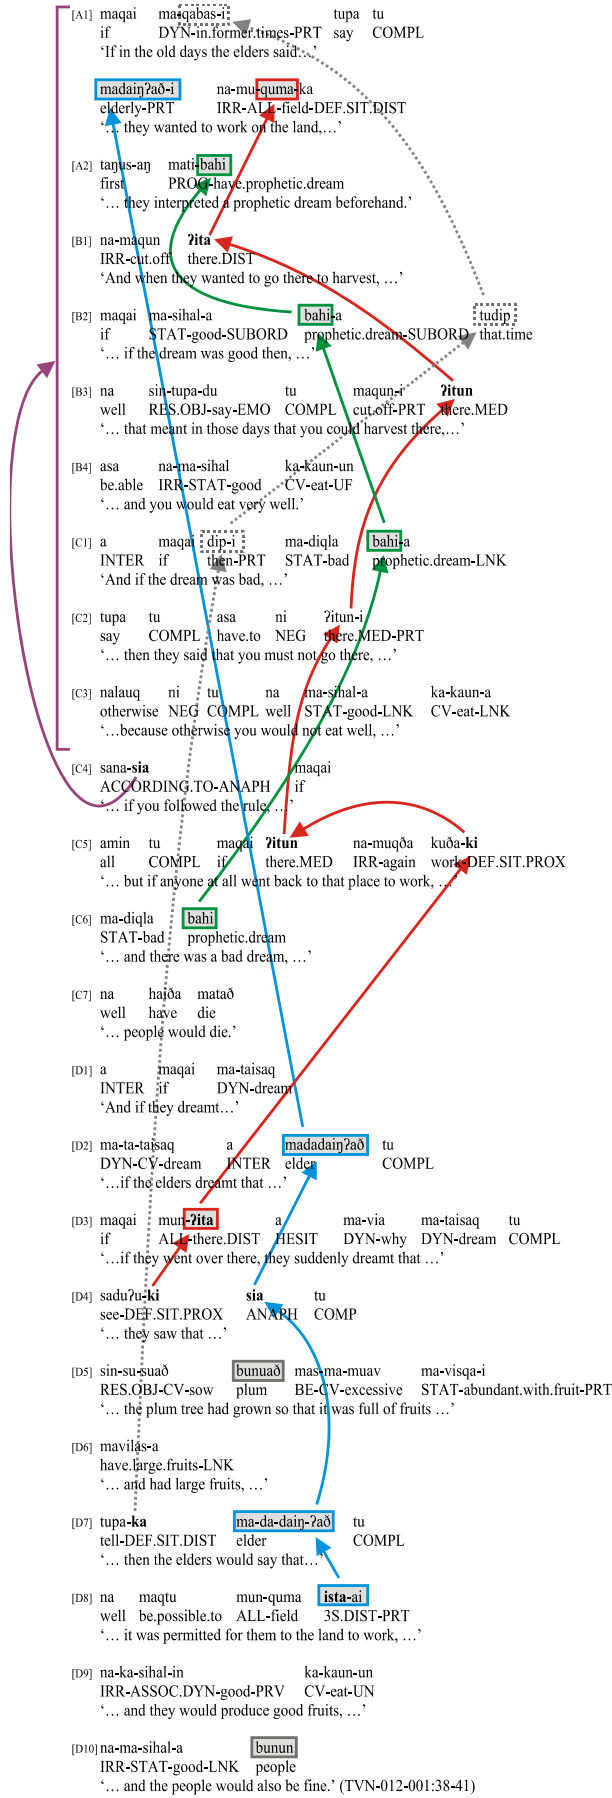 [A1] maqai ma-iqabas-i tupa tu
if DYN-in.former.times-PRT say COMPL
‘If in the old days the elders said…’
madaiŋʔað-i na-mu-quma-ka
elderly-PRT IRR-ALL-field-DEF.SIT.DIST
‘… they wanted to work on the land,…’
[A2] taŋus-aŋ mati-bahi
first PROG-have.prophetic.dream
‘… they interpreted a prophetic dream beforehand.’
[B1] na-maqun ʔita
IRR-cut.off there.DIST
‘And when they wanted to go there to harvest, …’
[B2] maqai ma-sihal-a bahi-a tudip
if STAT-good-SUBORD prophetic.dream-SUBORD that.time
‘… if the dream was good then, …’
[B3] na sin-tupa-du tu maqun-i ʔitun
well RES.OBJ-say-EMO COMPL cut.off-PRT there.MED
‘… that meant in those days that you could harvest there,…’
[B4] asa na-ma-sihal ka-kaun-un
be.able IRR-STAT-good CV-eat-UF
‘… and you would eat very well.’
[C1] a maqai dip-i ma-diqla bahi-a
INTER if then-PRT STAT-bad prophetic.dream-LNK
‘And if the dream was bad, …’
[C2] tupa tu asa ni ʔitun-i
say COMPL have.to NEG there.MED-PRT
‘… then they said that you must not go there, …’
[C3] nalauq ni tu na ma-sihal-a ka-kaun-a
otherwise NEG COMPL well STAT-good-LNK CV-eat-LNK
‘…because otherwise you would not eat well, …’
[C4] sana-sia maqai
ACCORDING.TO-ANAPH if
‘… if you followed the rule, …’
[C5] amin tu maqai ʔitun na-muqða kuða-ki
all COMPL if there.MED IRR-again work-DEF.SIT.PROX
‘… but if anyone at all went back to that place to work, …’
[C6] ma-diqla bahi
STAT-bad prophetic.dream
‘… and there was a bad dream, …’
[C7] na haiða matað
well have die
‘… people would die.’
[D1] a maqai ma-taisaq
INTER if DYN-dream
‘And if they dreamt…’
[D2] ma-ta-taisaq a madadaiŋʔað tu
DYN-CV-dream INTER elder COMPL
‘…if the elders dreamt that …’
[D3] maqai mun-ʔita a ma-via ma-taisaq tu
if ALL-there.DIST HESIT DYN-why DYN-dream COMPL
‘…if they went over there, they suddenly dreamt that …’
[D4] saduʔu-ki sia tu
see-DEF.SIT.PROX ANAPH COMP
‘… they saw that …’
[D5] sin-su-suað bunuað mas-ma-muav ma-visqa-i
RES.OBJ-CV-sow plum BE-CV-excessive STAT-abundant.with.fruit-PRT
‘… the plum tree had grown so that it was full of fruits …’
[D6] mavilas-a
have.large.fruits-LNK
‘… and had large fruits, …’
[D7] tupa-ka ma-da-daiŋ-ʔað tu
tell-DEF.SIT.DIST elder COMPL
‘… then the elders would say that…’
[D8] na maqtu mun-quma ista-ai
well be.possible.to ALL-field 3S.DIST-PRT
‘… it was permitted for them to the land to work, …’
[D9] na-ka-sihal-in ka-kaun-un
IRR-ASSOC.DYN-good-PRV CV-eat-UN
‘… and they would produce good fruits, …’
[D10] na-ma-sihal-a bunun
IRR-STAT-good-LNK people
‘… and the people would also be fine.’ (TVN-012-001:38-41)